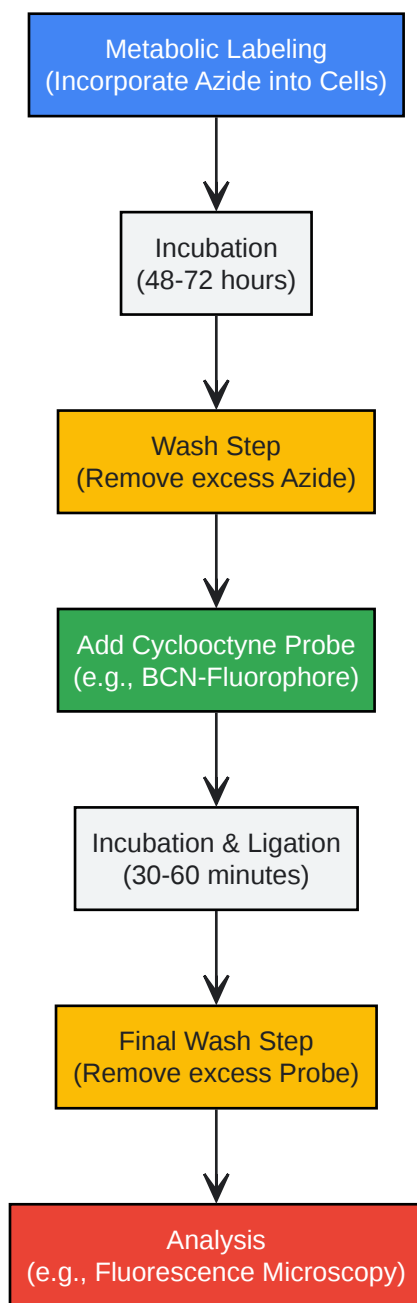 Metabolic Labeling
(Incorporate Azide into Cells)
Incubation
(48-72 hours)
Wash Step
(Remove excess Azide)
Add Cyclooctyne Probe
(e.g., BCN-Fluorophore)
Incubation & Ligation
(30-60 minutes)
Final Wash Step
(Remove excess Probe)
Analysis
(e.g., Fluorescence Microscopy)